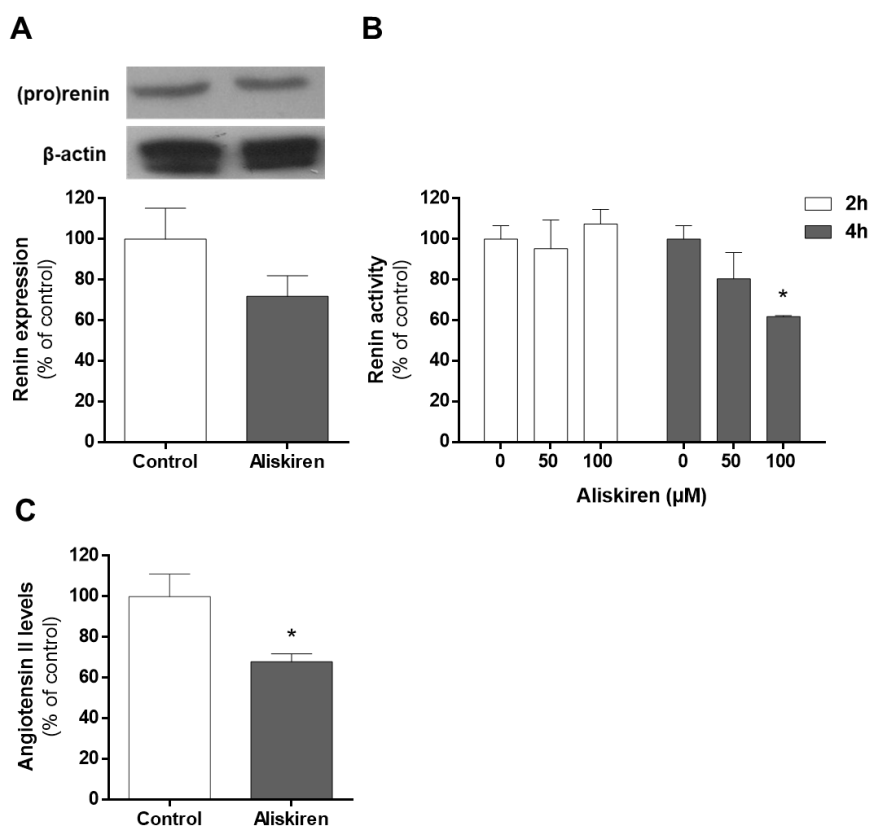 A
(pro)renin
β-actin
120
100
80
60
40
20
0
Renin expression
(% of control)
Control Aliskiren
B
2h
4h
120
100
80
60
40
20
0
Renin activity
(% of control)
*
0 50 100 0 50 100
Aliskiren (µM)
C
120
100
80
60
40
20
0
Angiotensin II levels
(% of control)
*
Control Aliskiren